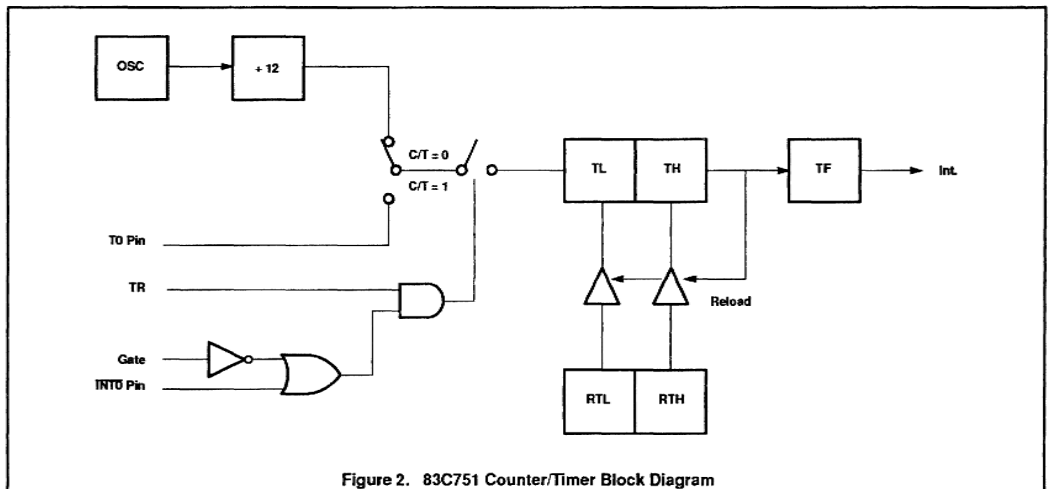 OSC
+ 12
C/T = 0
C/T = 1
TL
TH
TF
Int.
T0 Pin
TR
Reload
Gate
INT0 Pin
RTL
RTH
Figure 2. 83C751 Counter/Timer Block Diagram